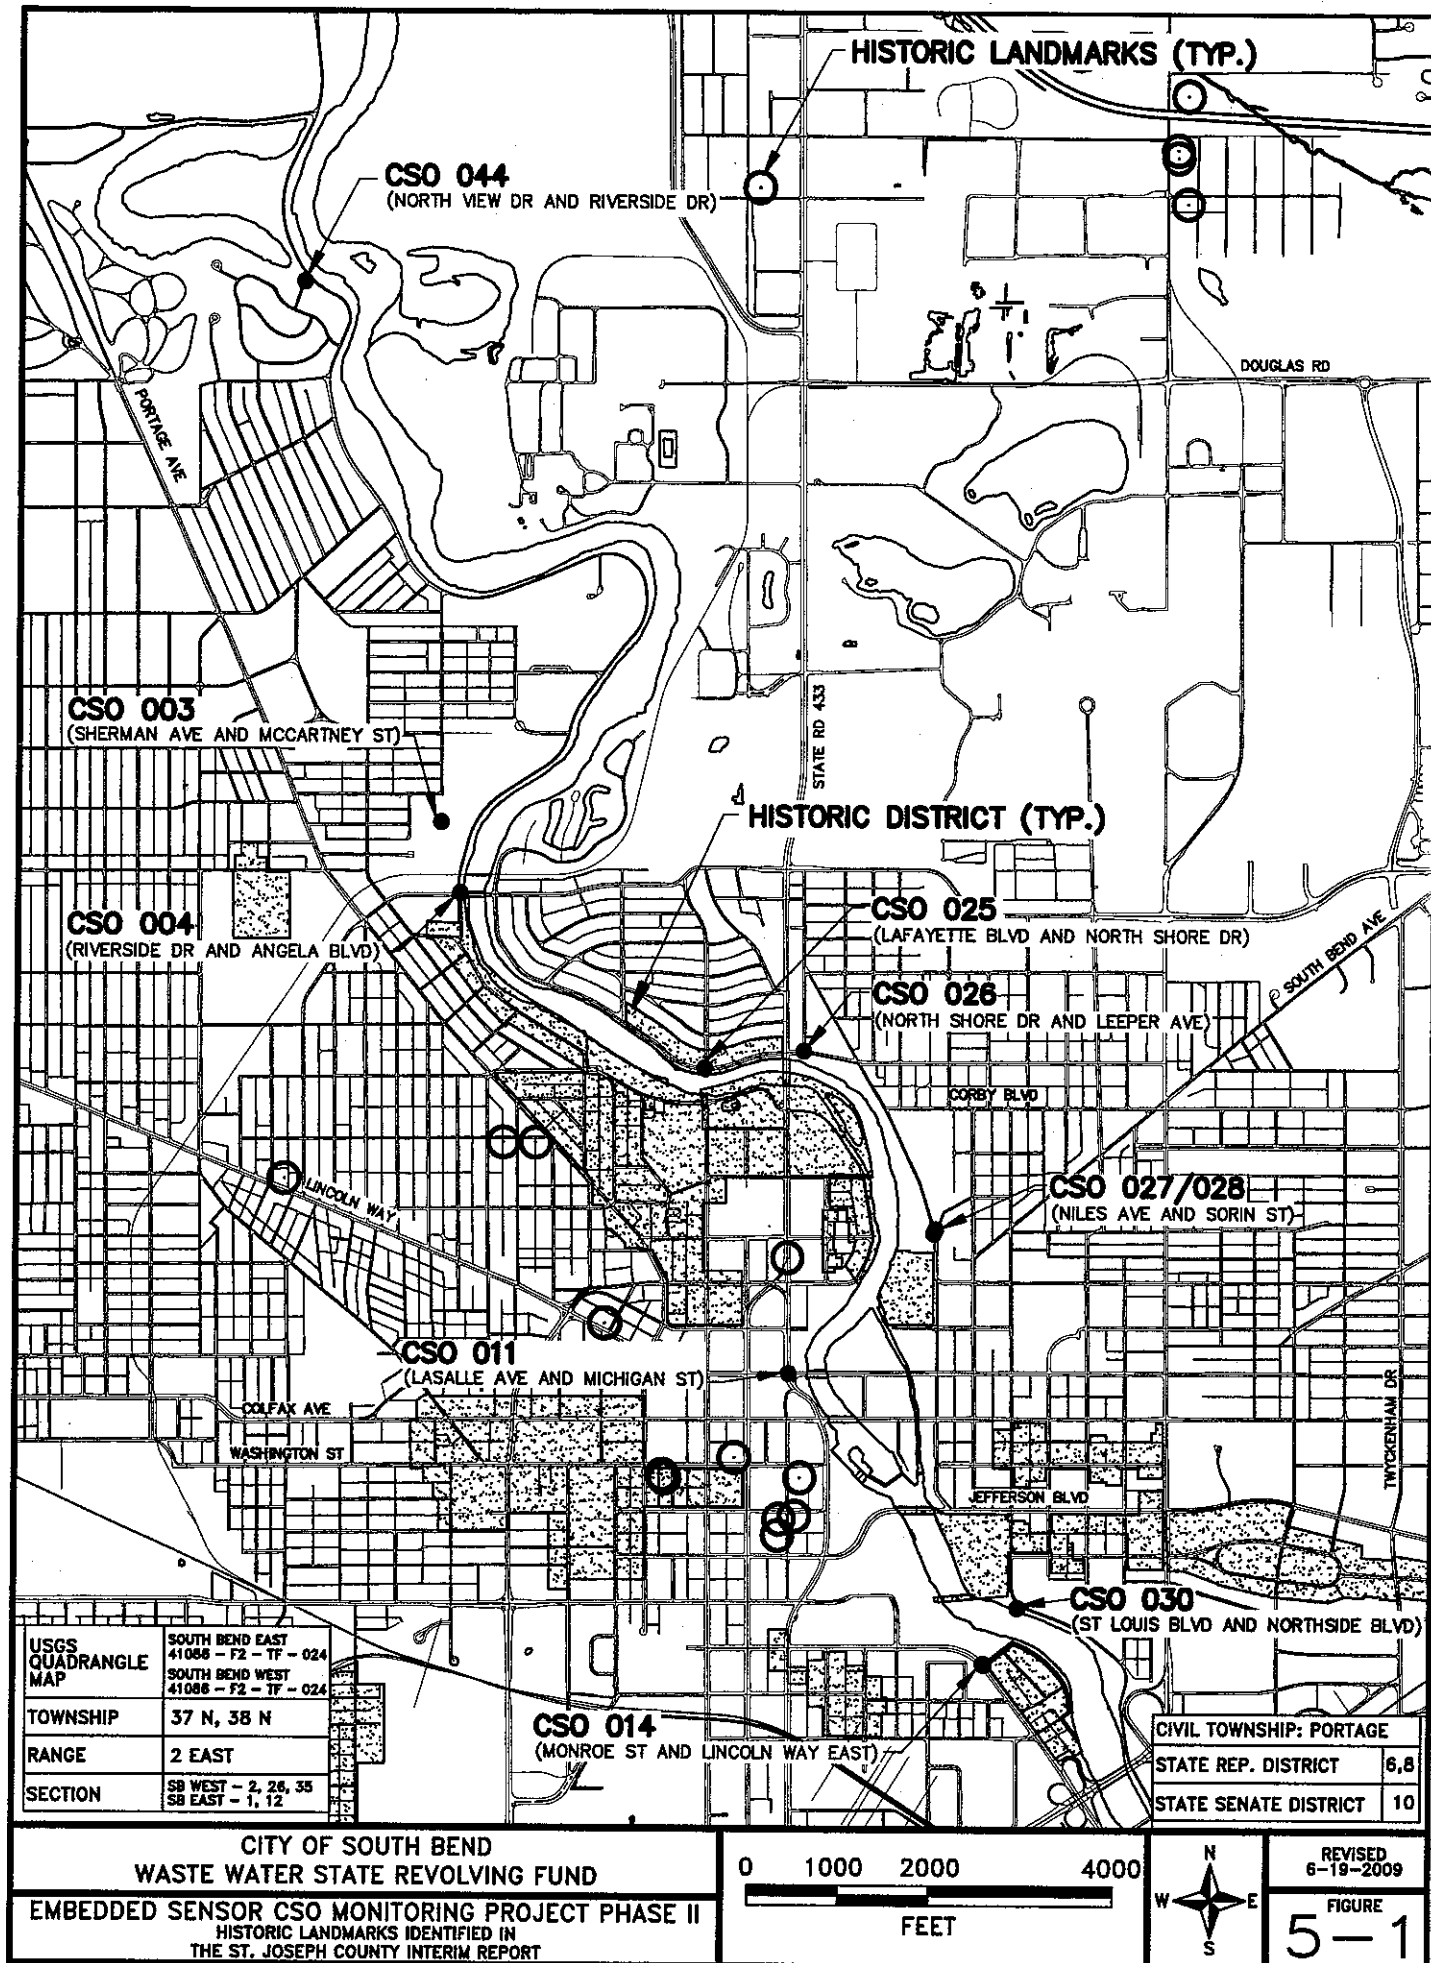 HISTORIC LANDMARKS (TYP.)
CSO 044
(NORTH VIEW DR AND RIVERSIDE DR)
DOUGLAS RD
PORTAGE AVE
CSO 003
(SHERMAN AVE AND MCCARTNEY ST)
STATE RD 433
HISTORIC DISTRICT (TYP.)
CSO 004
(RIVERSIDE DR AND ANGELA BLVD)
CSO 025
(LAFAYETTE BLVD AND NORTH SHORE DR)
SOUTH BEND AVE
CSO 026
(NORTH SHORE DR AND LEEPER AVE)
CORBY BLVD
LINCOLN WAY
CSO 027/028
(NILES AVE AND SORIN ST)
CSO 011
(LASALLE AVE AND MICHIGAN ST)
COLFAX AVE
WASHINGTON ST
TWYCKENHAM DR
JEFFERSON BLVD
CSO 030
(ST LOUIS BLVD AND NORTHSIDE BLVD)
CSO 014
(MONROE ST AND LINCOLN WAY EAST)
USGS QUADRANGLE MAP
SOUTH BEND EAST
41086 - F2 - TF - 024
SOUTH BEND WEST
41086 - F2 - TF - 024
TOWNSHIP 37 N, 38 N
RANGE 2 EAST
SECTION SB WEST - 2, 26, 35
SB EAST - 1, 12
CIVIL TOWNSHIP: PORTAGE
STATE REP. DISTRICT 6,8
STATE SENATE DISTRICT 10
CITY OF SOUTH BEND
WASTE WATER STATE REVOLVING FUND
EMBEDDED SENSOR CSO MONITORING PROJECT PHASE II
HISTORIC LANDMARKS IDENTIFIED IN
THE ST. JOSEPH COUNTY INTERIM REPORT
0 1000 2000 4000
FEET
N
W E
S
REVISED
6-19-2009
FIGURE
5-1